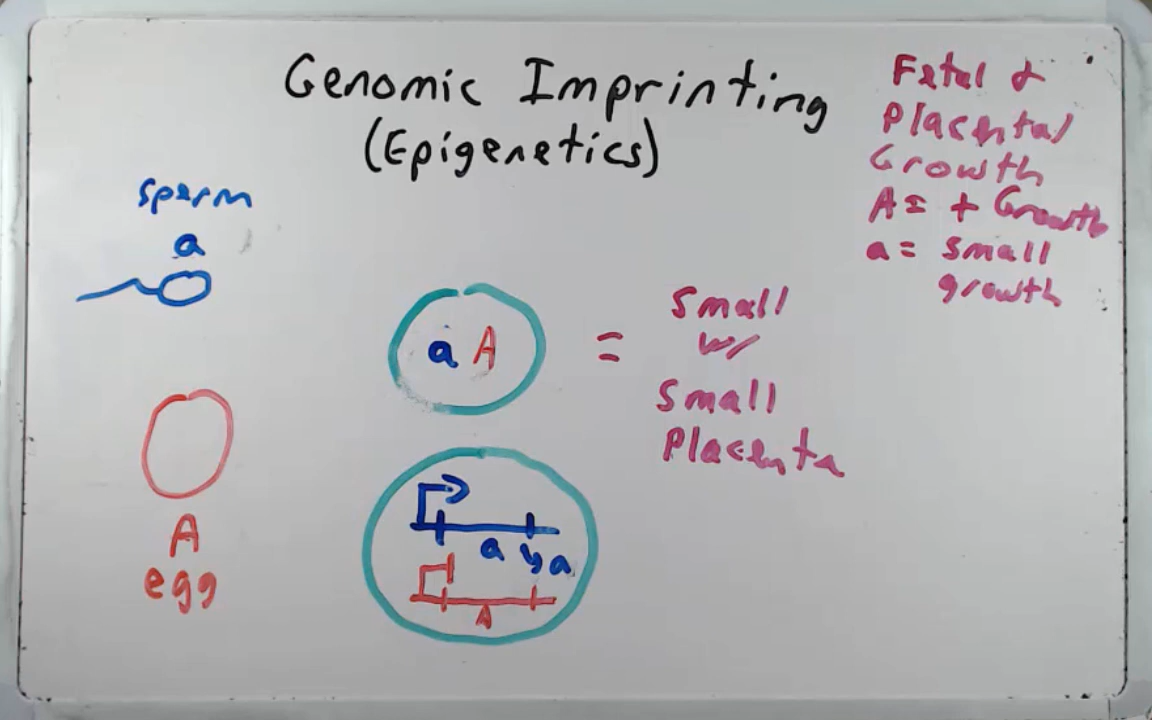 Genomic Imprinting
(Epigenetics)
Fetal &
Placental
Growth
A = + Growth
a = small
growth
sperm
a
a A
=
small
w/
small
Placenta
A
egg
a ↳ a
A